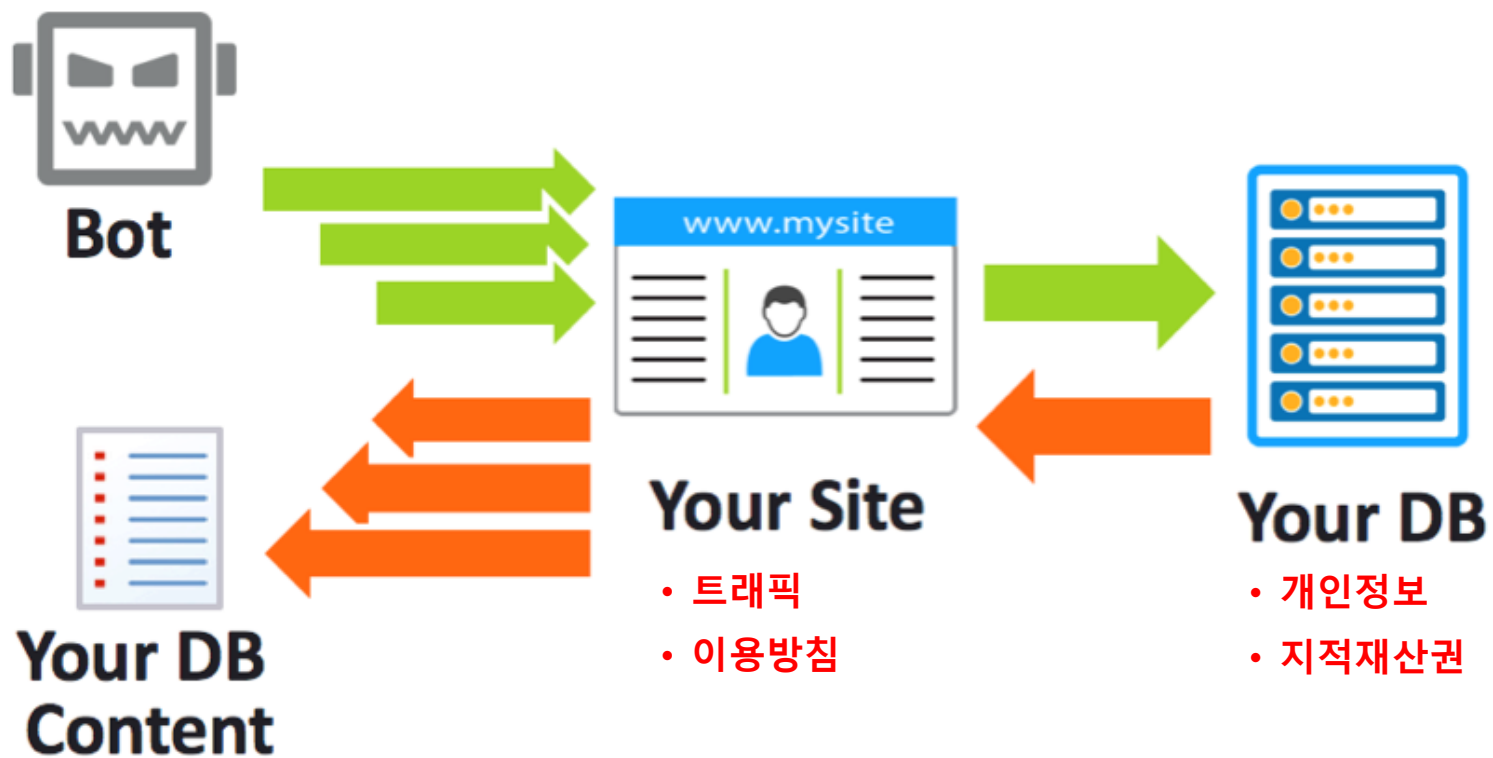 Bot
www.mysite
Your Site
• 트래픽
• 이용방침
Your DB
• 개인정보
• 지적재산권
Your DB
Content